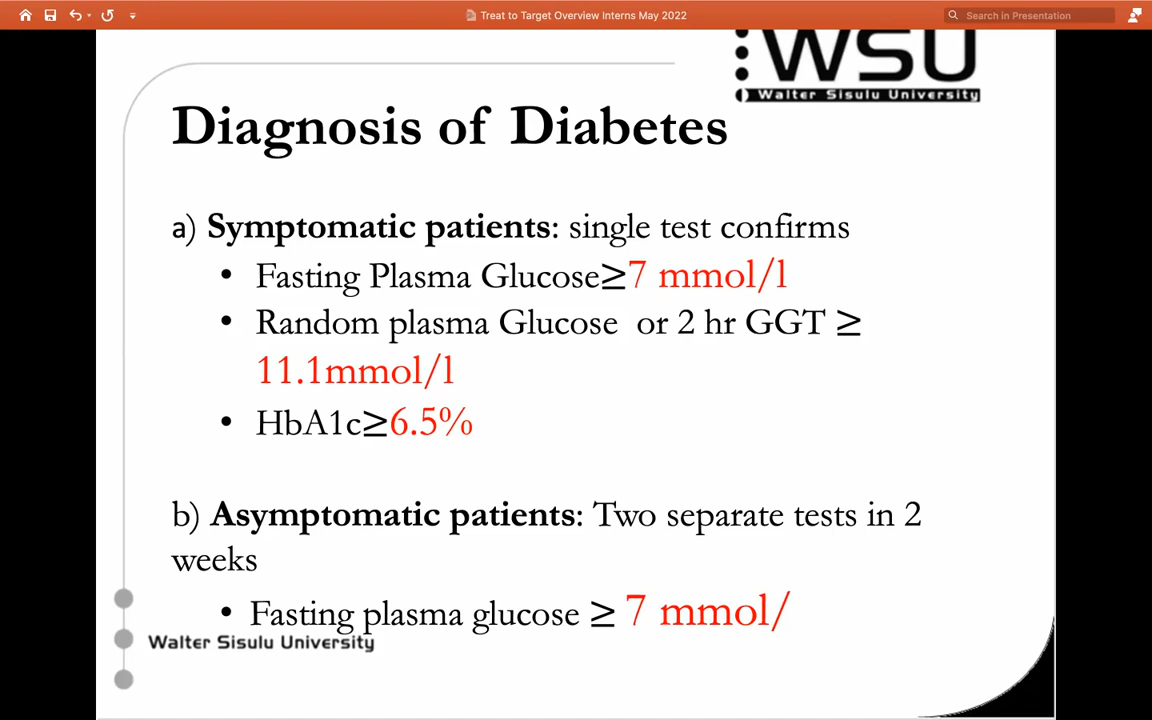 Treat to Target Overview Interns May 2022
Search in Presentation
WSU
Walter Sisulu University
Diagnosis of Diabetes
a) Symptomatic patients: single test confirms
• Fasting Plasma Glucose≥7 mmol/l
• Random plasma Glucose or 2 hr GGT ≥
11.1mmol/l
• HbA1c≥6.5%
b) Asymptomatic patients: Two separate tests in 2
weeks
• Fasting plasma glucose ≥ 7 mmol/
Walter Sisulu University